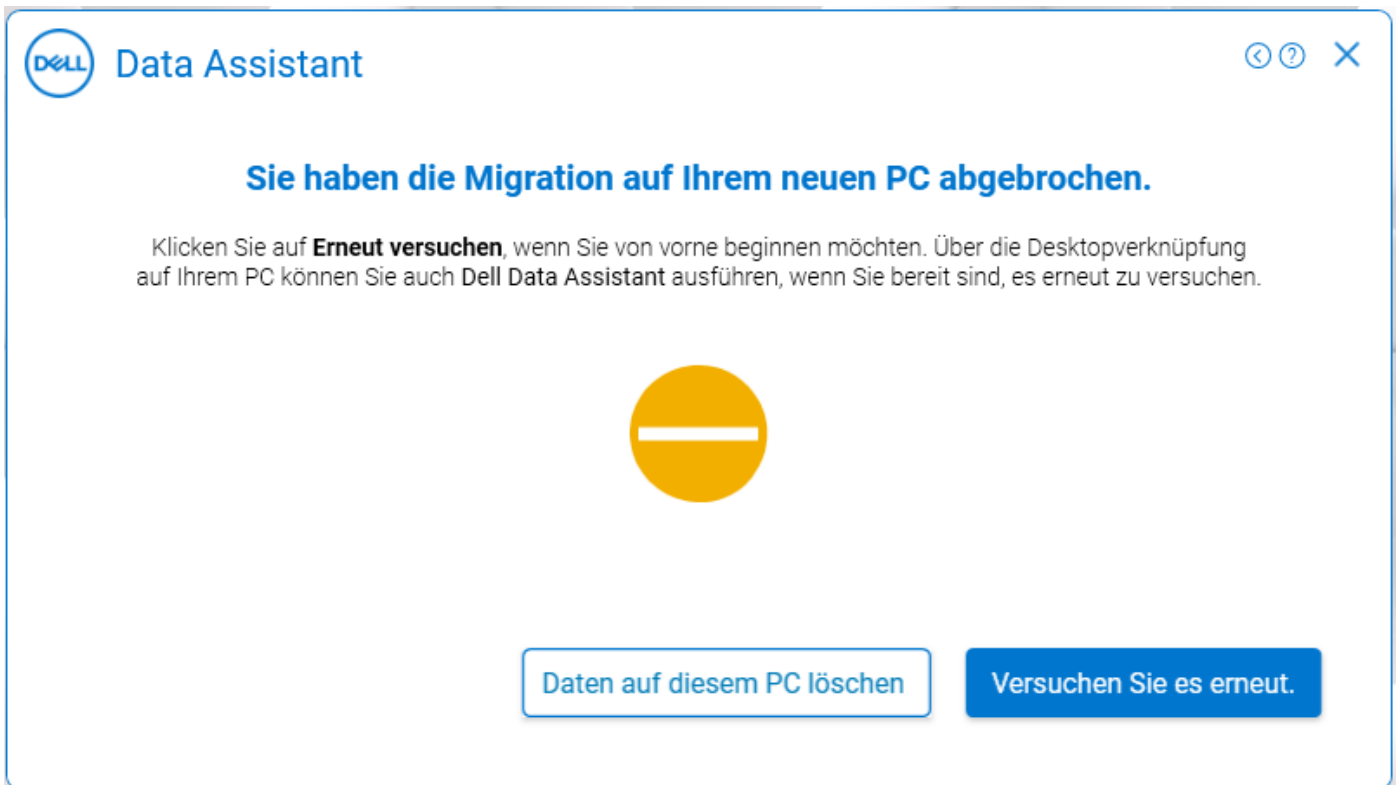 DELL
Data Assistant
Sie haben die Migration auf Ihrem neuen PC abgebrochen.
Klicken Sie auf Erneut versuchen, wenn Sie von vorne beginnen möchten. Über die Desktopverknüpfung
auf Ihrem PC können Sie auch Dell Data Assistant ausführen, wenn Sie bereit sind, es erneut zu versuchen.
Daten auf diesem PC löschen
Versuchen Sie es erneut.